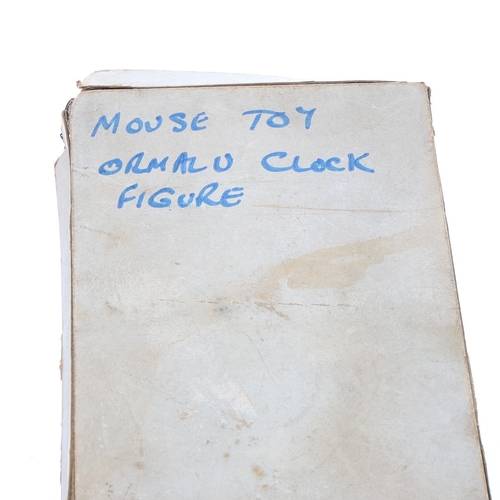 MOUSE TOY
ORMALU CLOCK
FIGURE